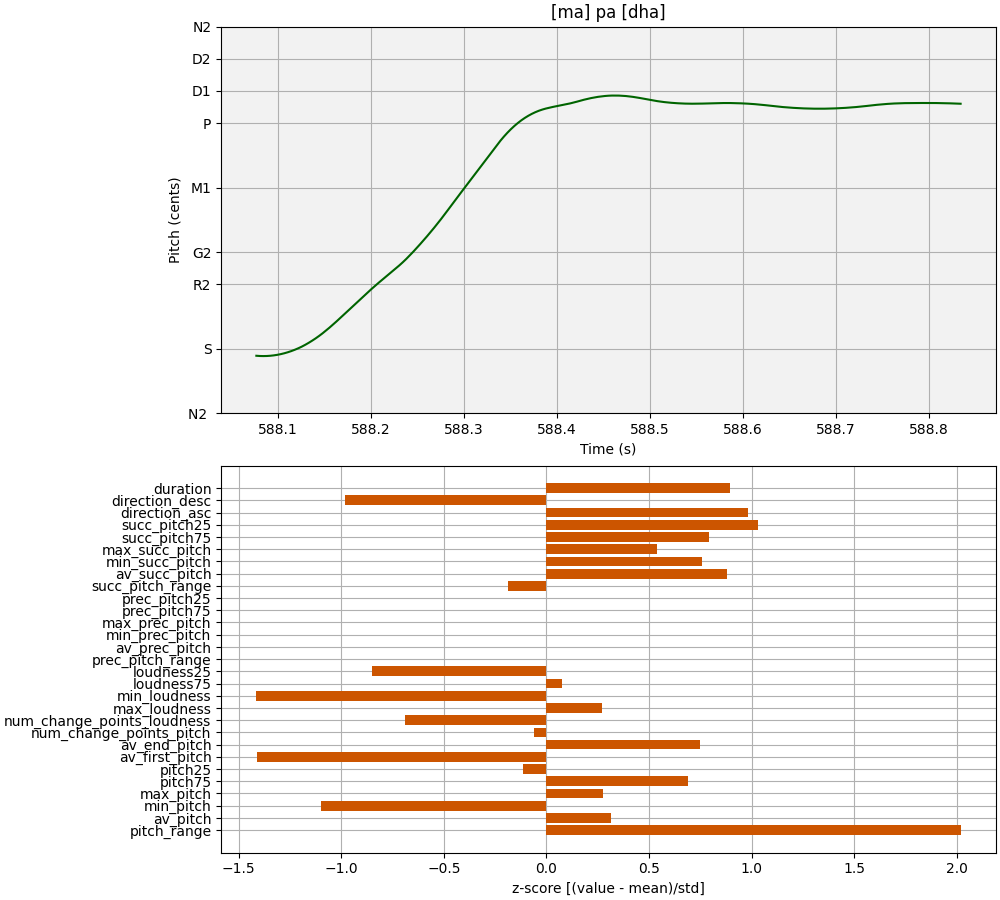 [ma] pa [dha]
N2
D2
D1
P
M1
G2
R2
S
N2
Pitch (cents)
588.1 588.2 588.3 588.4 588.5 588.6 588.7 588.8
Time (s)
duration
direction_desc
direction_asc
succ_pitch25
succ_pitch75
max_succ_pitch
min_succ_pitch
av_succ_pitch
succ_pitch_range
prec_pitch25
prec_pitch75
max_prec_pitch
min_prec_pitch
av_prec_pitch
prec_pitch_range
loudness25
loudness75
min_loudness
max_loudness
num_change_points_loudness
num_change_points_pitch
av_end_pitch
av_first_pitch
pitch25
pitch75
max_pitch
min_pitch
av_pitch
pitch_range
−1.5 −1.0 −0.5 0.0 0.5 1.0 1.5 2.0
z-score [(value - mean)/std]